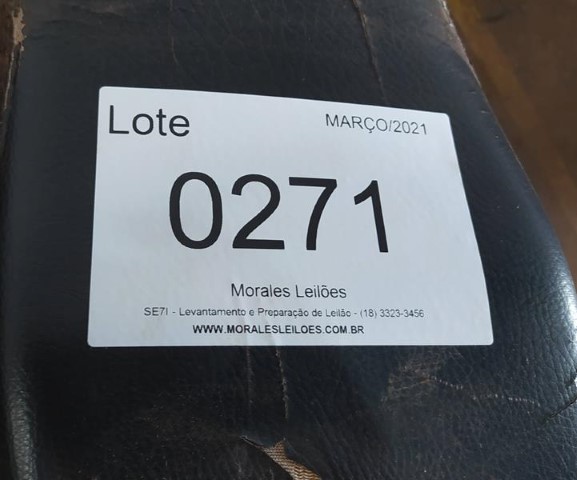 Lote MARÇO/2021
0271
Morales Leilões
SE7I - Levantamento e Preparação de Leilão - (18) 3323-3456
WWW.MORALESLEILOES.COM.BR